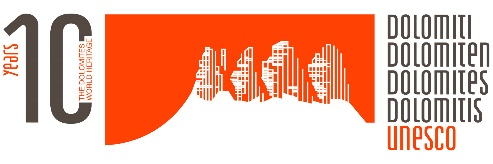 years
10
THE DOLOMITES
WORLD HERITAGE
DOLOMITI
DOLOMITEN
DOLOMITES
DOLOMITIS
UNESCO